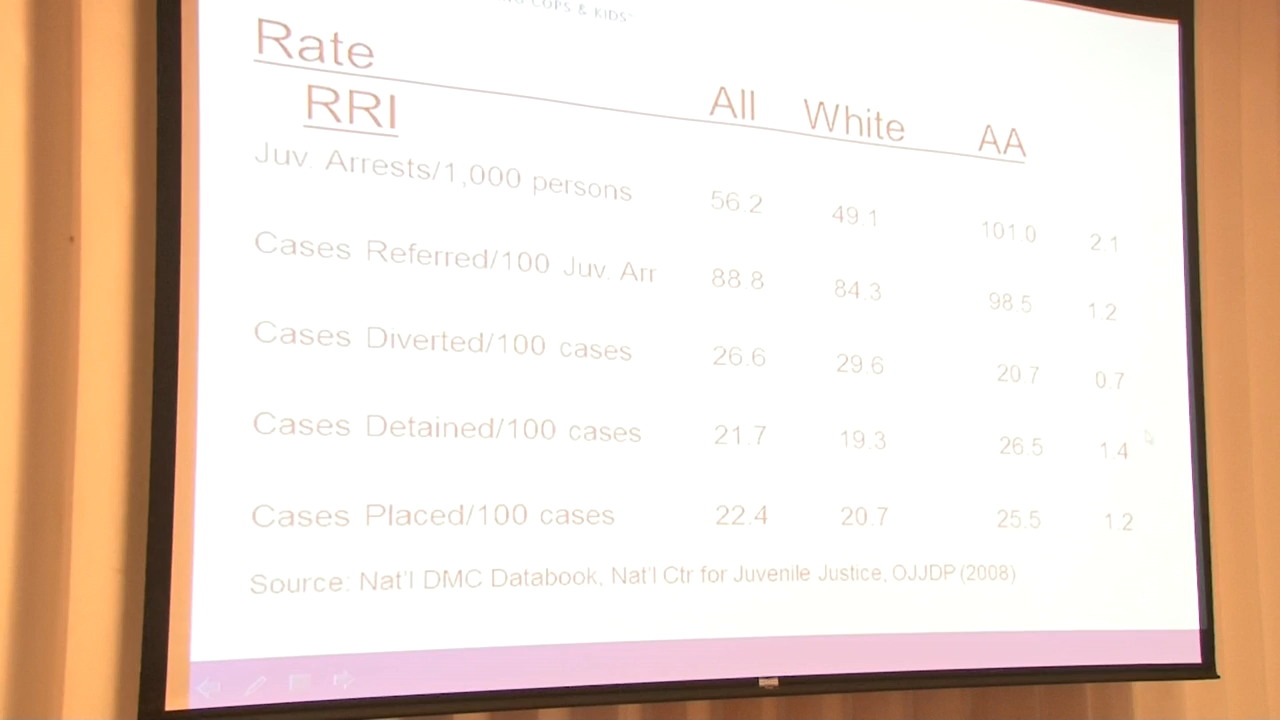 COPS & KIDS
Rate All White AA
RRI
Juv. Arrests/1,000 persons 56.2 49.1 101.0 2.1
Cases Referred/100 Juv. Arr 88.8 84.3 98.5 1.2
Cases Diverted/100 cases 26.6 29.6 20.7 0.7
Cases Detained/100 cases 21.7 19.3 26.5 1.4
Cases Placed/100 cases 22.4 20.7 25.5 1.2
Source: Nat'l DMC Databook, Nat'l Ctr for Juvenile Justice, OJJDP (2008)